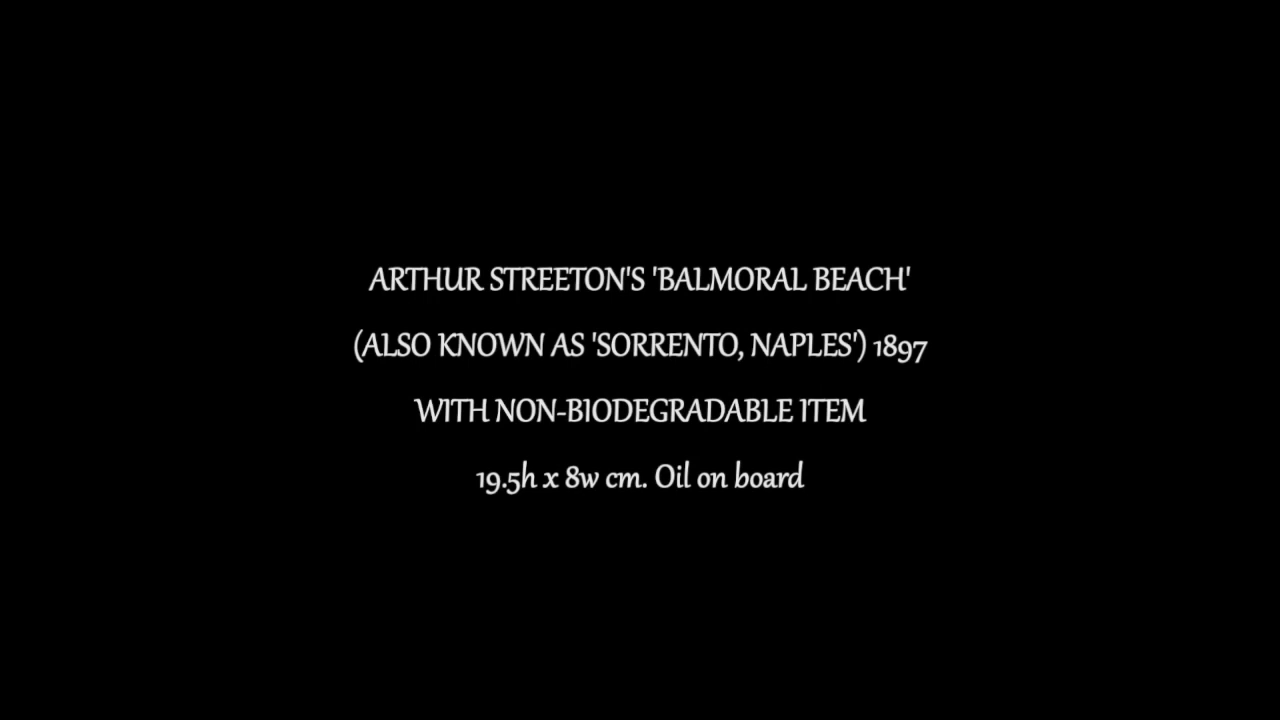 ARTHUR STREETON'S 'BALMORAL BEACH'
(ALSO KNOWN AS 'SORRENTO, NAPLES') 1897
WITH NON-BIODEGRADABLE ITEM
19.5h x 8w cm. Oil on board